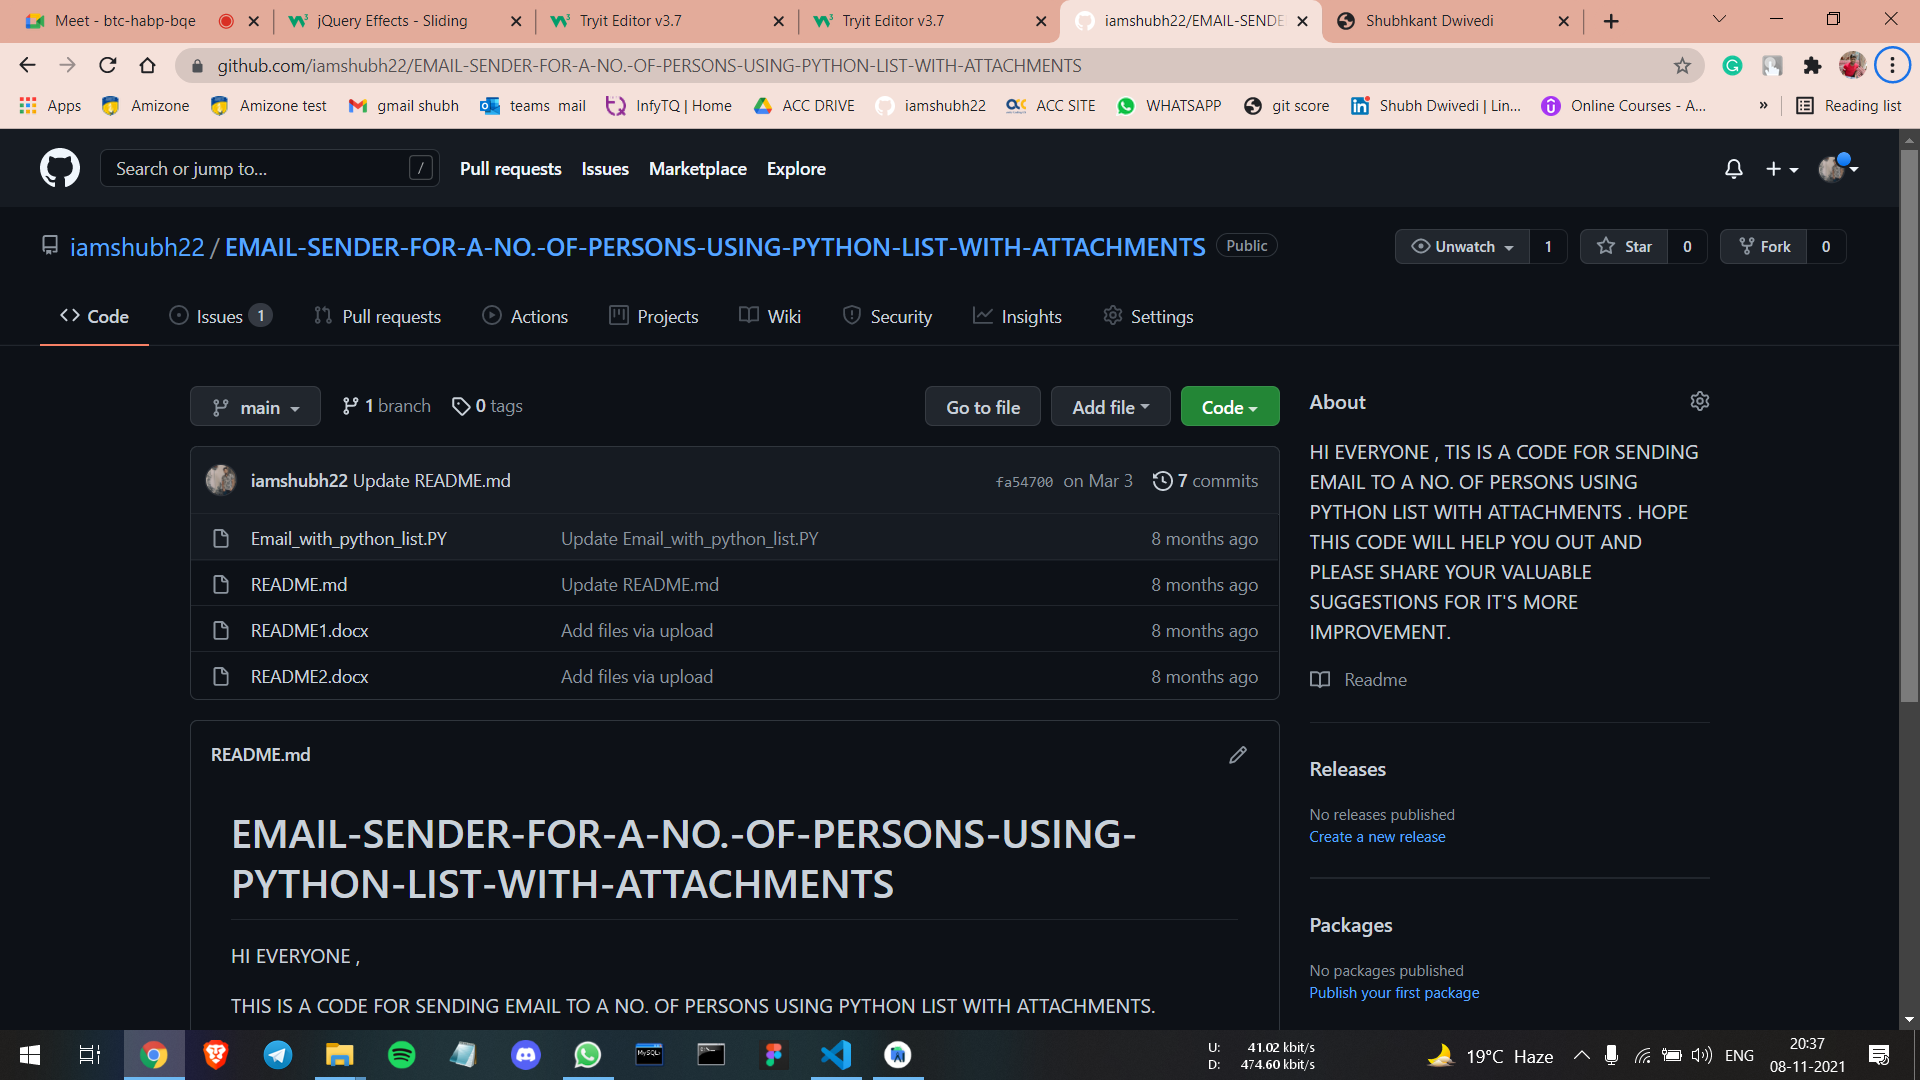 Meet - btc-habp-bqe
jQuery Effects - Sliding
Tryit Editor v3.7
Tryit Editor v3.7
iamshubh22/EMAIL-SENDE
Shubhkant Dwivedi
github.com/iamshubh22/EMAIL-SENDER-FOR-A-NO.-OF-PERSONS-USING-PYTHON-LIST-WITH-ATTACHMENTS
Apps
Amizone
Amizone test
gmail shubh
teams mail
InfyTQ | Home
ACC DRIVE
iamshubh22
ACC SITE
WHATSAPP
git score
Shubh Dwivedi | Lin...
Online Courses - A...
»
Reading list
Search or jump to... /
Pull requests
Issues
Marketplace
Explore
iamshubh22 / EMAIL-SENDER-FOR-A-NO.-OF-PERSONS-USING-PYTHON-LIST-WITH-ATTACHMENTS Public
Unwatch 1
Star 0
Fork 0
Code
Issues 1
Pull requests
Actions
Projects
Wiki
Security
Insights
Settings
main
1 branch
0 tags
Go to file
Add file
Code
iamshubh22 Update README.md
fa54700 on Mar 3
7 commits
Email_with_python_list.PY Update Email_with_python_list.PY 8 months ago
README.md Update README.md 8 months ago
README1.docx Add files via upload 8 months ago
README2.docx Add files via upload 8 months ago
README.md
EMAIL-SENDER-FOR-A-NO.-OF-PERSONS-USING-
PYTHON-LIST-WITH-ATTACHMENTS
HI EVERYONE ,
THIS IS A CODE FOR SENDING EMAIL TO A NO. OF PERSONS USING PYTHON LIST WITH ATTACHMENTS.
About
HI EVERYONE , TIS IS A CODE FOR SENDING
EMAIL TO A NO. OF PERSONS USING
PYTHON LIST WITH ATTACHMENTS . HOPE
THIS CODE WILL HELP YOU OUT AND
PLEASE SHARE YOUR VALUABLE
SUGGESTIONS FOR IT'S MORE
IMPROVEMENT.
Readme
Releases
No releases published
Create a new release
Packages
No packages published
Publish your first package
MySQL
U: 41.02 kbit/s
D: 474.60 kbit/s
19°C Haze
ENG
20:37
08-11-2021